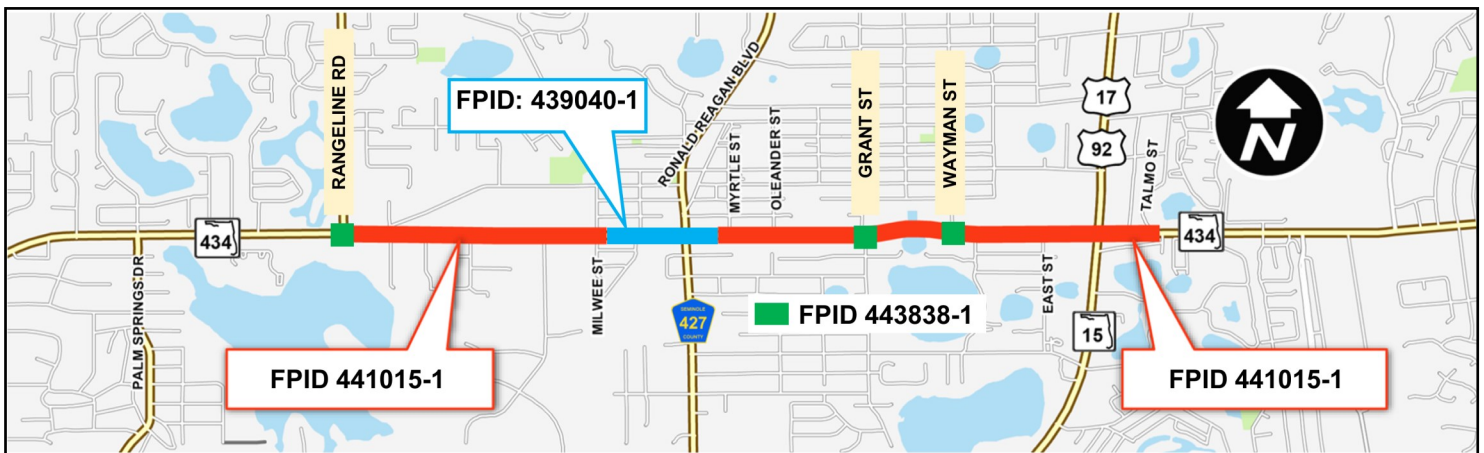 RANGELINE RD
FPID: 439040-1
RONALD REAGAN BLVD
MYRTLE ST
OLEANDER ST
GRANT ST
WAYMAN ST
17
92
TALMO ST
N
434
434
PALM SPRINGS DR
MILWEE ST
SEMINOLE
427
COUNTY
FPID 443838-1
EAST ST
15
FPID 441015-1
FPID 441015-1